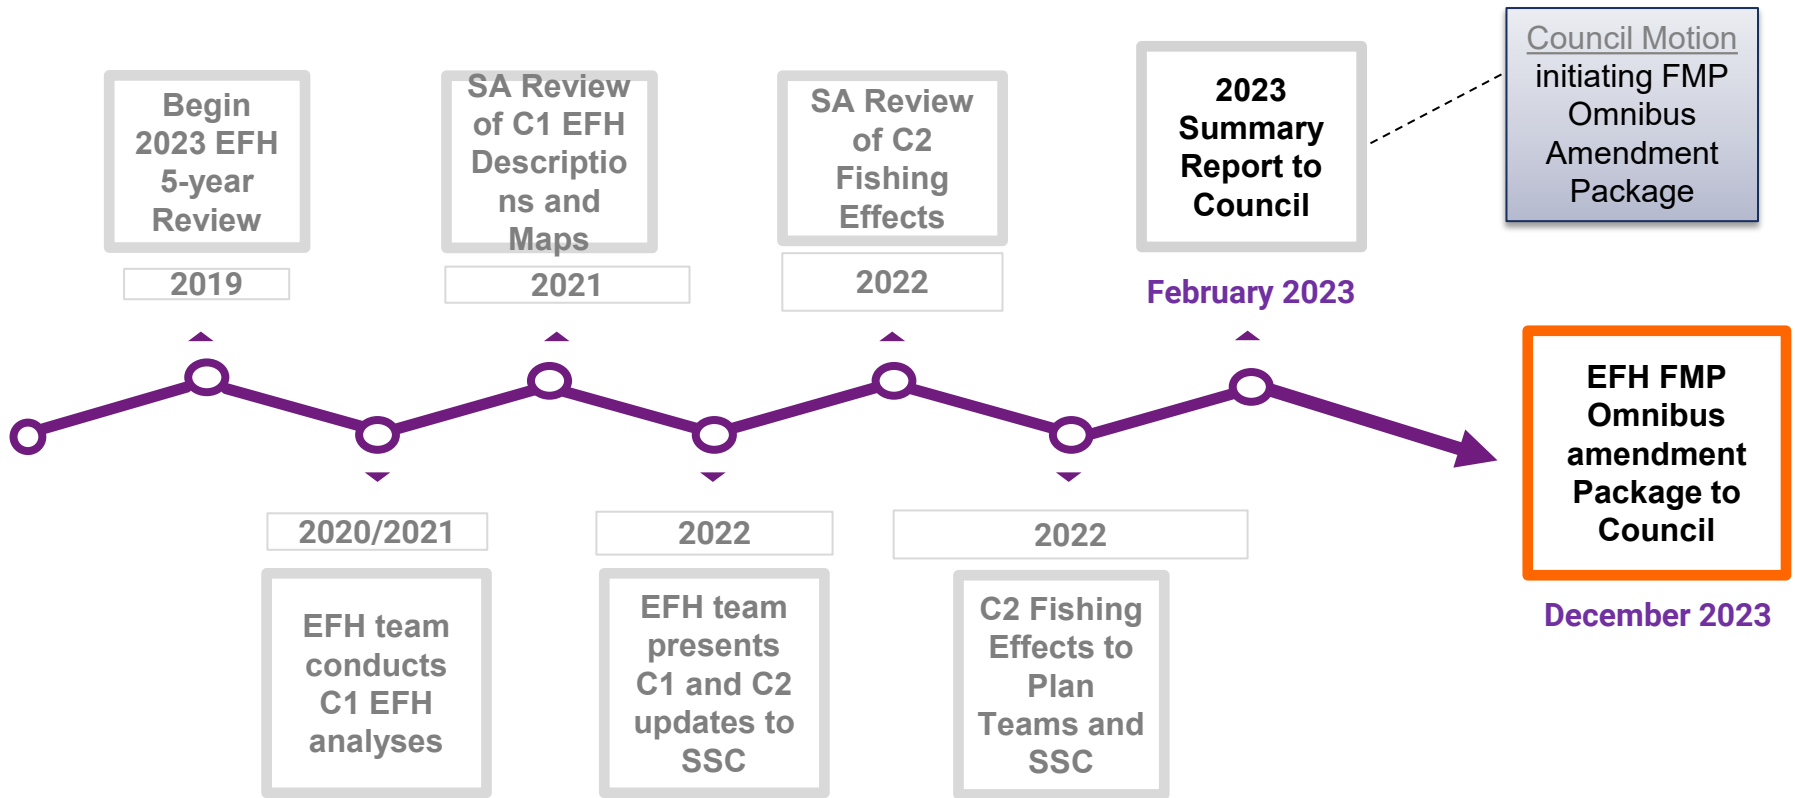 Begin
2023 EFH
5-year
Review
2019
SA Review
of C1 EFH
Descriptio
ns and
Maps
2021
SA Review
of C2
Fishing
Effects
2022
2023
Summary
Report to
Council
February 2023
Council Motion
initiating FMP
Omnibus
Amendment
Package
2020/2021
EFH team
conducts
C1 EFH
analyses
2022
EFH team
presents
C1 and C2
updates to
SSC
2022
C2 Fishing
Effects to
Plan
Teams and
SSC
EFH FMP
Omnibus
amendment
Package to
Council
December 2023